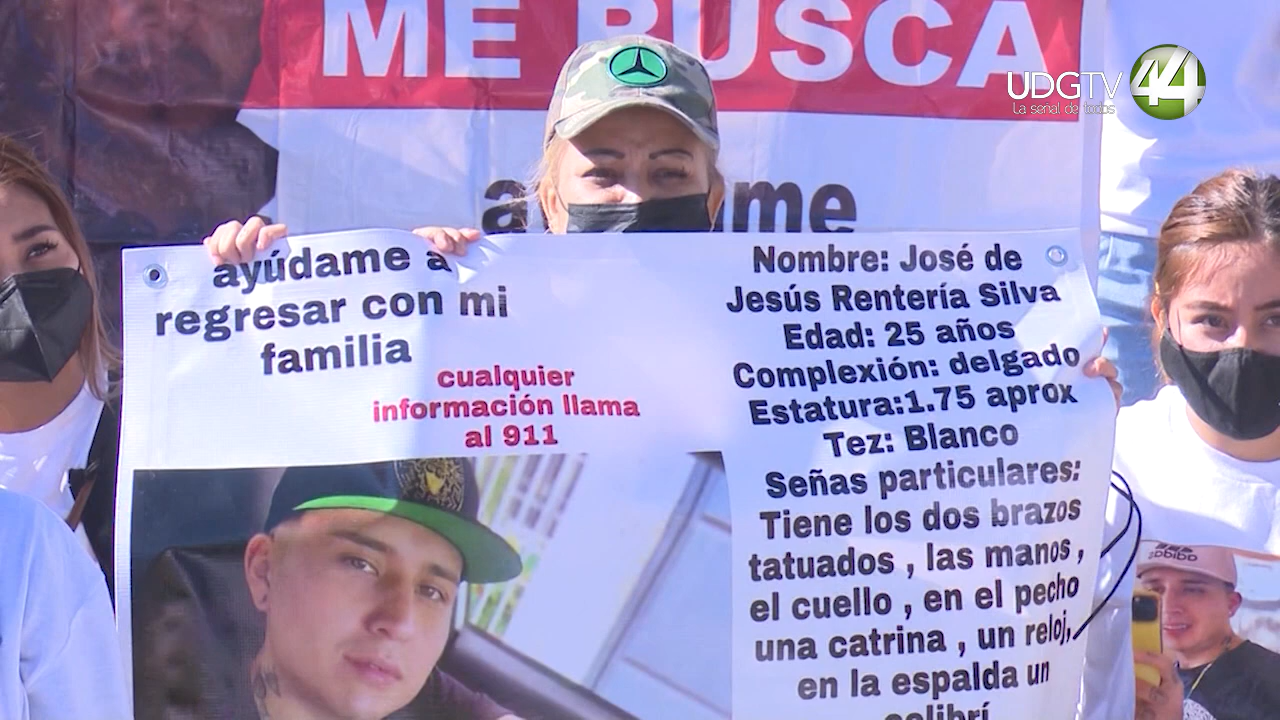 ME BUSCA
UDGTV 44
La señal de todos
ayúdame a
regresar con mi
familia
cualquier
información llama
al 911
Nombre: José de
Jesús Rentería Silva
Edad: 25 años
Complexión: delgado
Estatura:1.75 aprox
Tez: Blanco
Señas particulares:
Tiene los dos brazos
tatuados , las manos ,
el cuello , en el pecho
una catrina , un reloj,
en la espalda un
colibrí